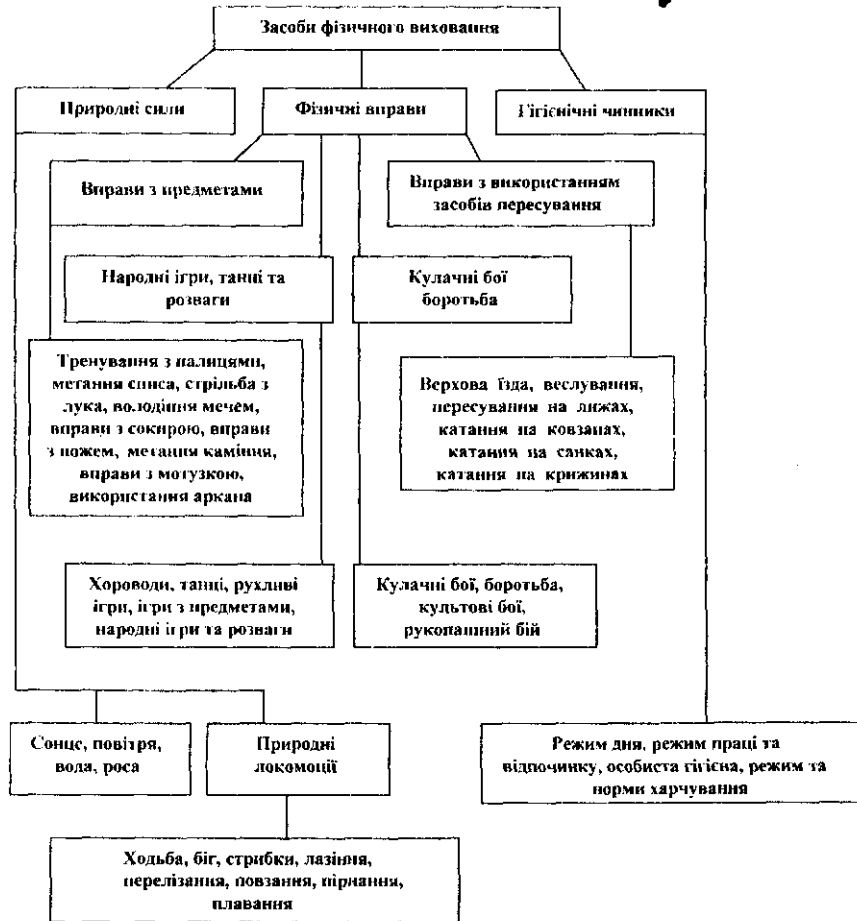 Засоби фізичного виховання
Природні сили
Фізичні вправи
Гігієнічні чинники
Вправи з предметами
Вправи з використанням
засобів пересування
Народні ігри, танці та
розваги
Кулачні бої
боротьба
Тренування з палицями,
метання списа, стрільба з
лука, володіння мечем,
вправи з сокирою, вправи
з ножем, метання каміння,
вправи з мотузкою,
використання аркана
Верхова їзда, веслування,
пересування на лижах,
катання на ковзанах,
катання на санках,
катання на крижинах
Хороводи, танці, рухливі
ігри, ігри з предметами,
народні ігри та розваги
Кулачні бої, боротьба,
культові бої,
рукопашний бій
Сонце, повітря,
вода, роса
Природні
локомоції
Режим дня, режим праці та
відпочинку, особиста гігієна, режим та
норми харчування
Ходьба, біг, стрибки, лазіння,
перелізання, повзання, пірнання,
плавання